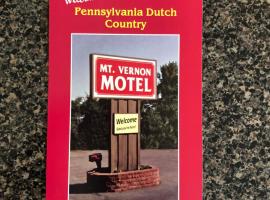 Pennsylvania Dutch
Country
MT. VERNON
MOTEL
Welcome